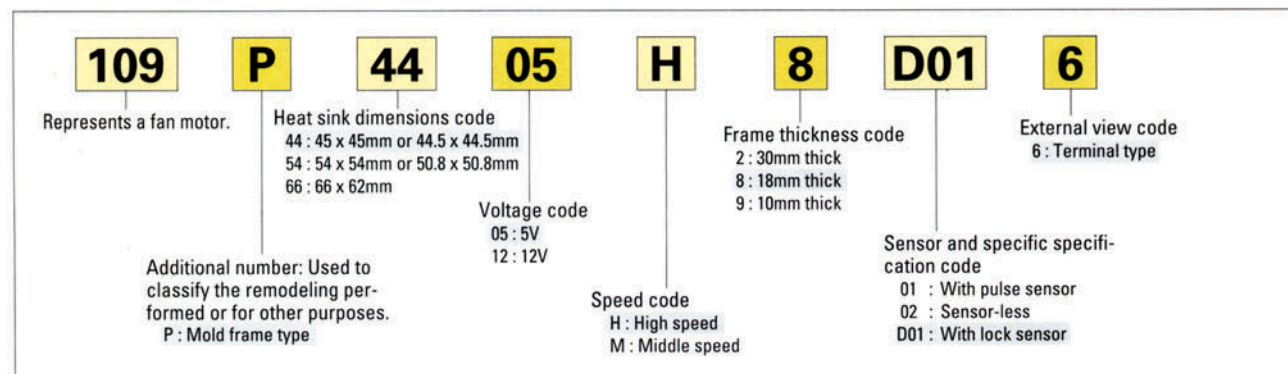 109 P 44 05 H 8 D01 6
Represents a fan motor.
Additional number: Used to
classify the remodeling per-
formed or for other purposes.
P : Mold frame type
Heat sink dimensions code
44 : 45 x 45mm or 44.5 x 44.5mm
54 : 54 x 54mm or 50.8 x 50.8mm
66 : 66 x 62mm
Voltage code
05 : 5V
12 : 12V
Speed code
H : High speed
M : Middle speed
Frame thickness code
2 : 30mm thick
8 : 18mm thick
9 : 10mm thick
Sensor and specific specifi-
cation code
01 : With pulse sensor
02 : Sensor-less
D01 : With lock sensor
External view code
6 : Terminal type